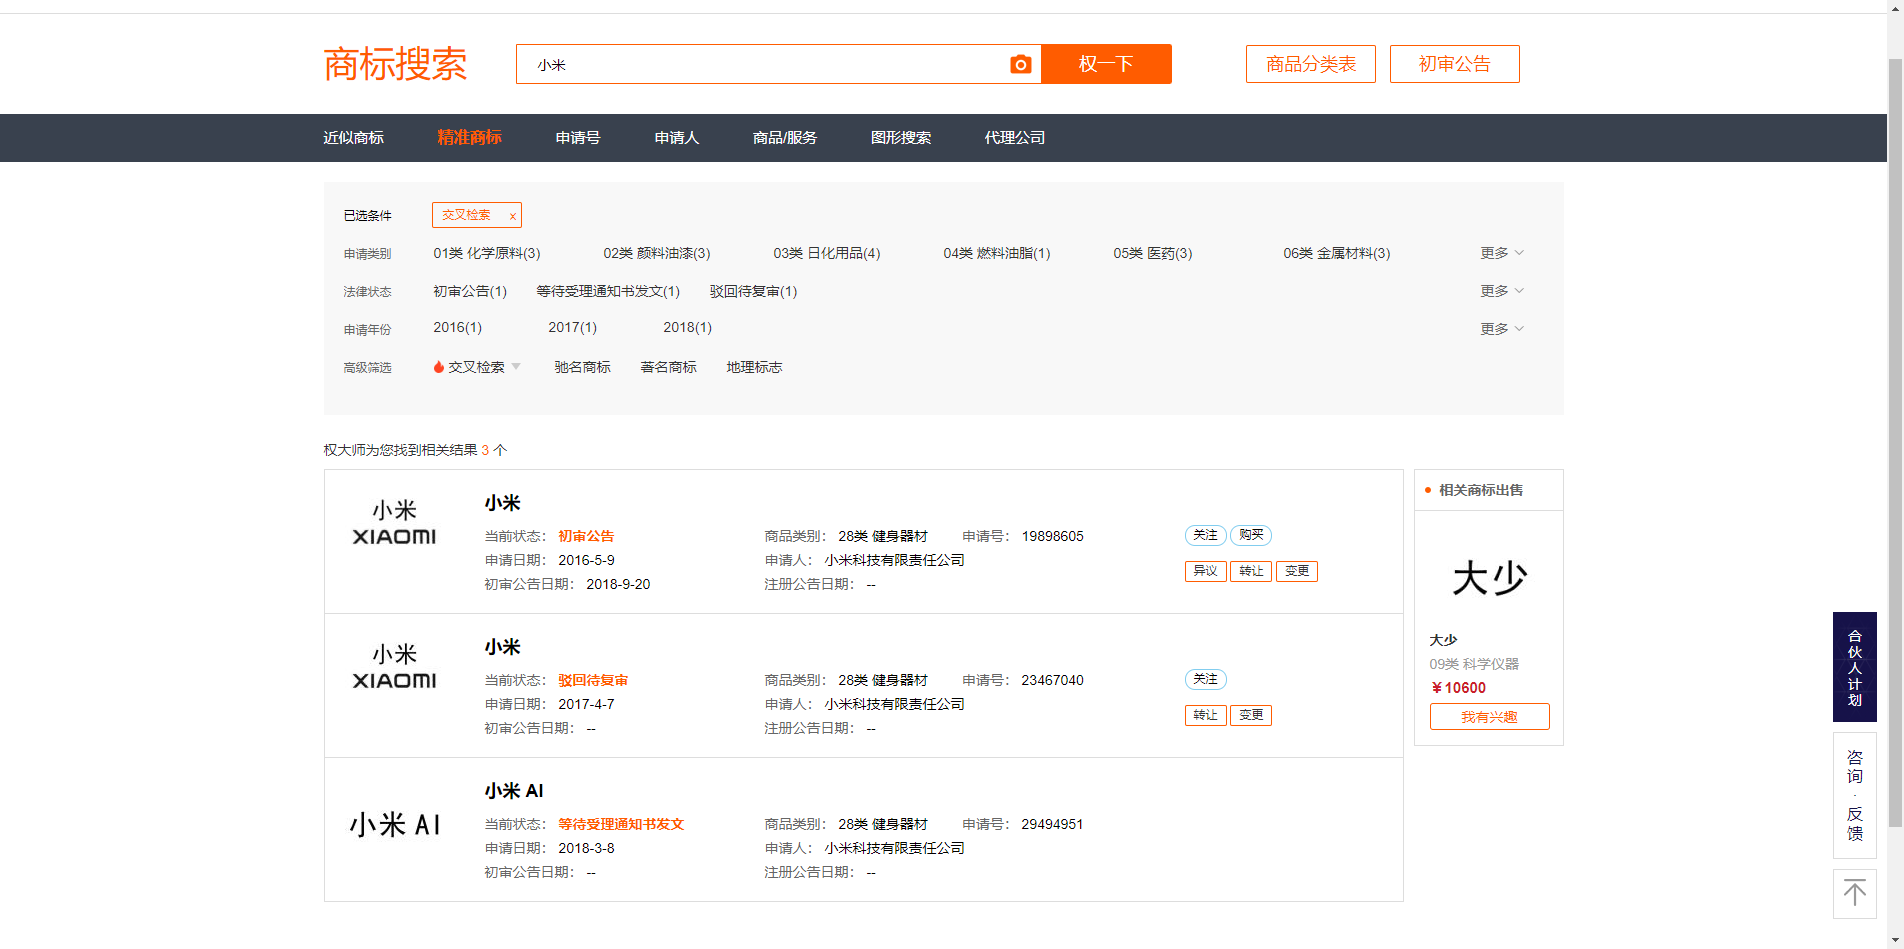 商标搜索 小米 权一下 商品分类表 初审公告
近似商标 精准商标 申请号 申请人 商品/服务 图形搜索 代理公司
已选条件 交叉检索 x
申请类别 01类 化学原料(3) 02类 颜料油漆(3) 03类 日化用品(4) 04类 燃料油脂(1) 05类 医药(3) 06类 金属材料(3) 更多
法律状态 初审公告(1) 等待受理通知书发文(1) 驳回待复审(1) 更多
申请年份 2016(1) 2017(1) 2018(1) 更多
高级筛选 交叉检索 驰名商标 著名商标 地理标志
权大师为您找到相关结果 3 个
小米
XIAOMI
小米
当前状态： 初审公告 商品类别： 28类 健身器材 申请号： 19898605 关注 购买
申请日期： 2016-5-9 申请人： 小米科技有限责任公司 异议 转让 变更
初审公告日期： 2018-9-20 注册公告日期： --
小米
XIAOMI
小米
当前状态： 驳回待复审 商品类别： 28类 健身器材 申请号： 23467040 关注
申请日期： 2017-4-7 申请人： 小米科技有限责任公司 转让 变更
初审公告日期： -- 注册公告日期： --
小米 AI
小米 AI
当前状态： 等待受理通知书发文 商品类别： 28类 健身器材 申请号： 29494951
申请日期： 2018-3-8 申请人： 小米科技有限责任公司
初审公告日期： -- 注册公告日期： --
相关商标出售
大少
大少
09类 科学仪器
￥10600
我有兴趣
合伙人计划
咨询·反馈